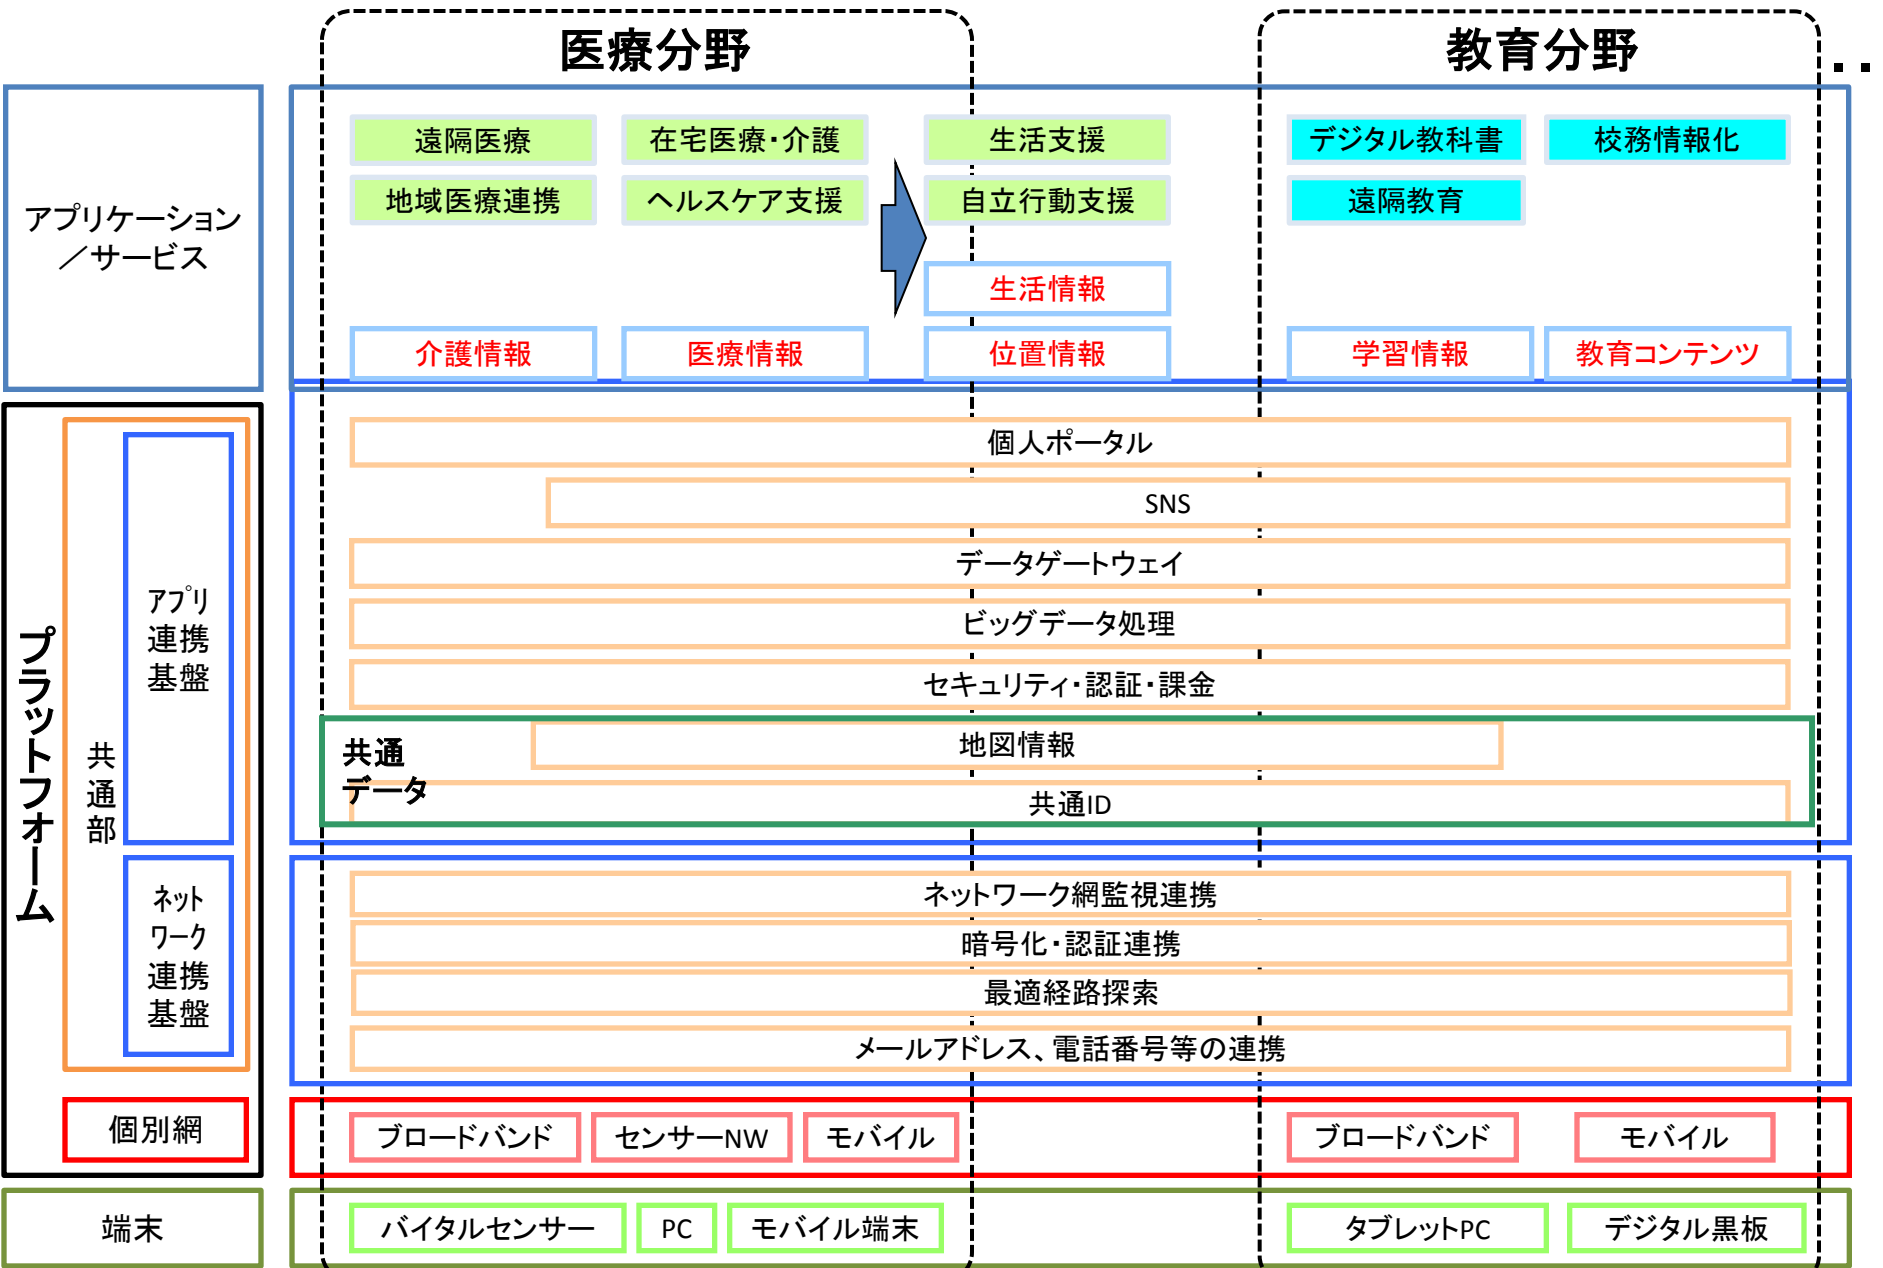 医療分野
教育分野
・・
アプリケーション
／サービス
遠隔医療
在宅医療・介護
生活支援
デジタル教科書
校務情報化
地域医療連携
ヘルスケア支援
自立行動支援
遠隔教育
生活情報
介護情報
医療情報
位置情報
学習情報
教育コンテンツ
プラットフォーム
共通部
アプリ
連携
基盤
個人ポータル
SNS
データゲートウェイ
ビッグデータ処理
セキュリティ・認証・課金
共通
データ
地図情報
共通ID
ネット
ワーク
連携
基盤
ネットワーク網監視連携
暗号化・認証連携
最適経路探索
メールアドレス、電話番号等の連携
個別網
ブロードバンド
センサーNW
モバイル
ブロードバンド
モバイル
端末
バイタルセンサー
PC
モバイル端末
タブレットPC
デジタル黒板